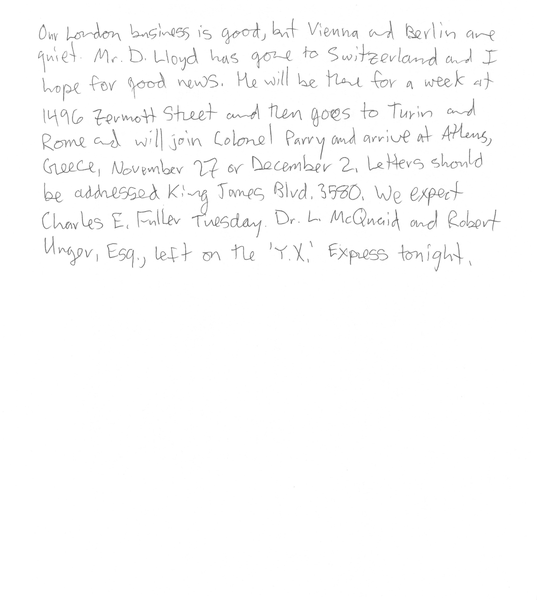 Our London business is good, but Vienna and Berlin are
quiet. Mr. D. Lloyd has gone to Switzerland and I
hope for good news. He will be there for a week at
1496 Zermott Street and then goes to Turin and
Rome and will join Colonel Parry and arrive at Athens,
Greece, November 27 or December 2. Letters should
be addressed King James Blvd. 3580. We expect
Charles E. Fuller Tuesday. Dr. L. McQuaid and Robert
Unger, Esq., left on the 'Y.X.' Express tonight.